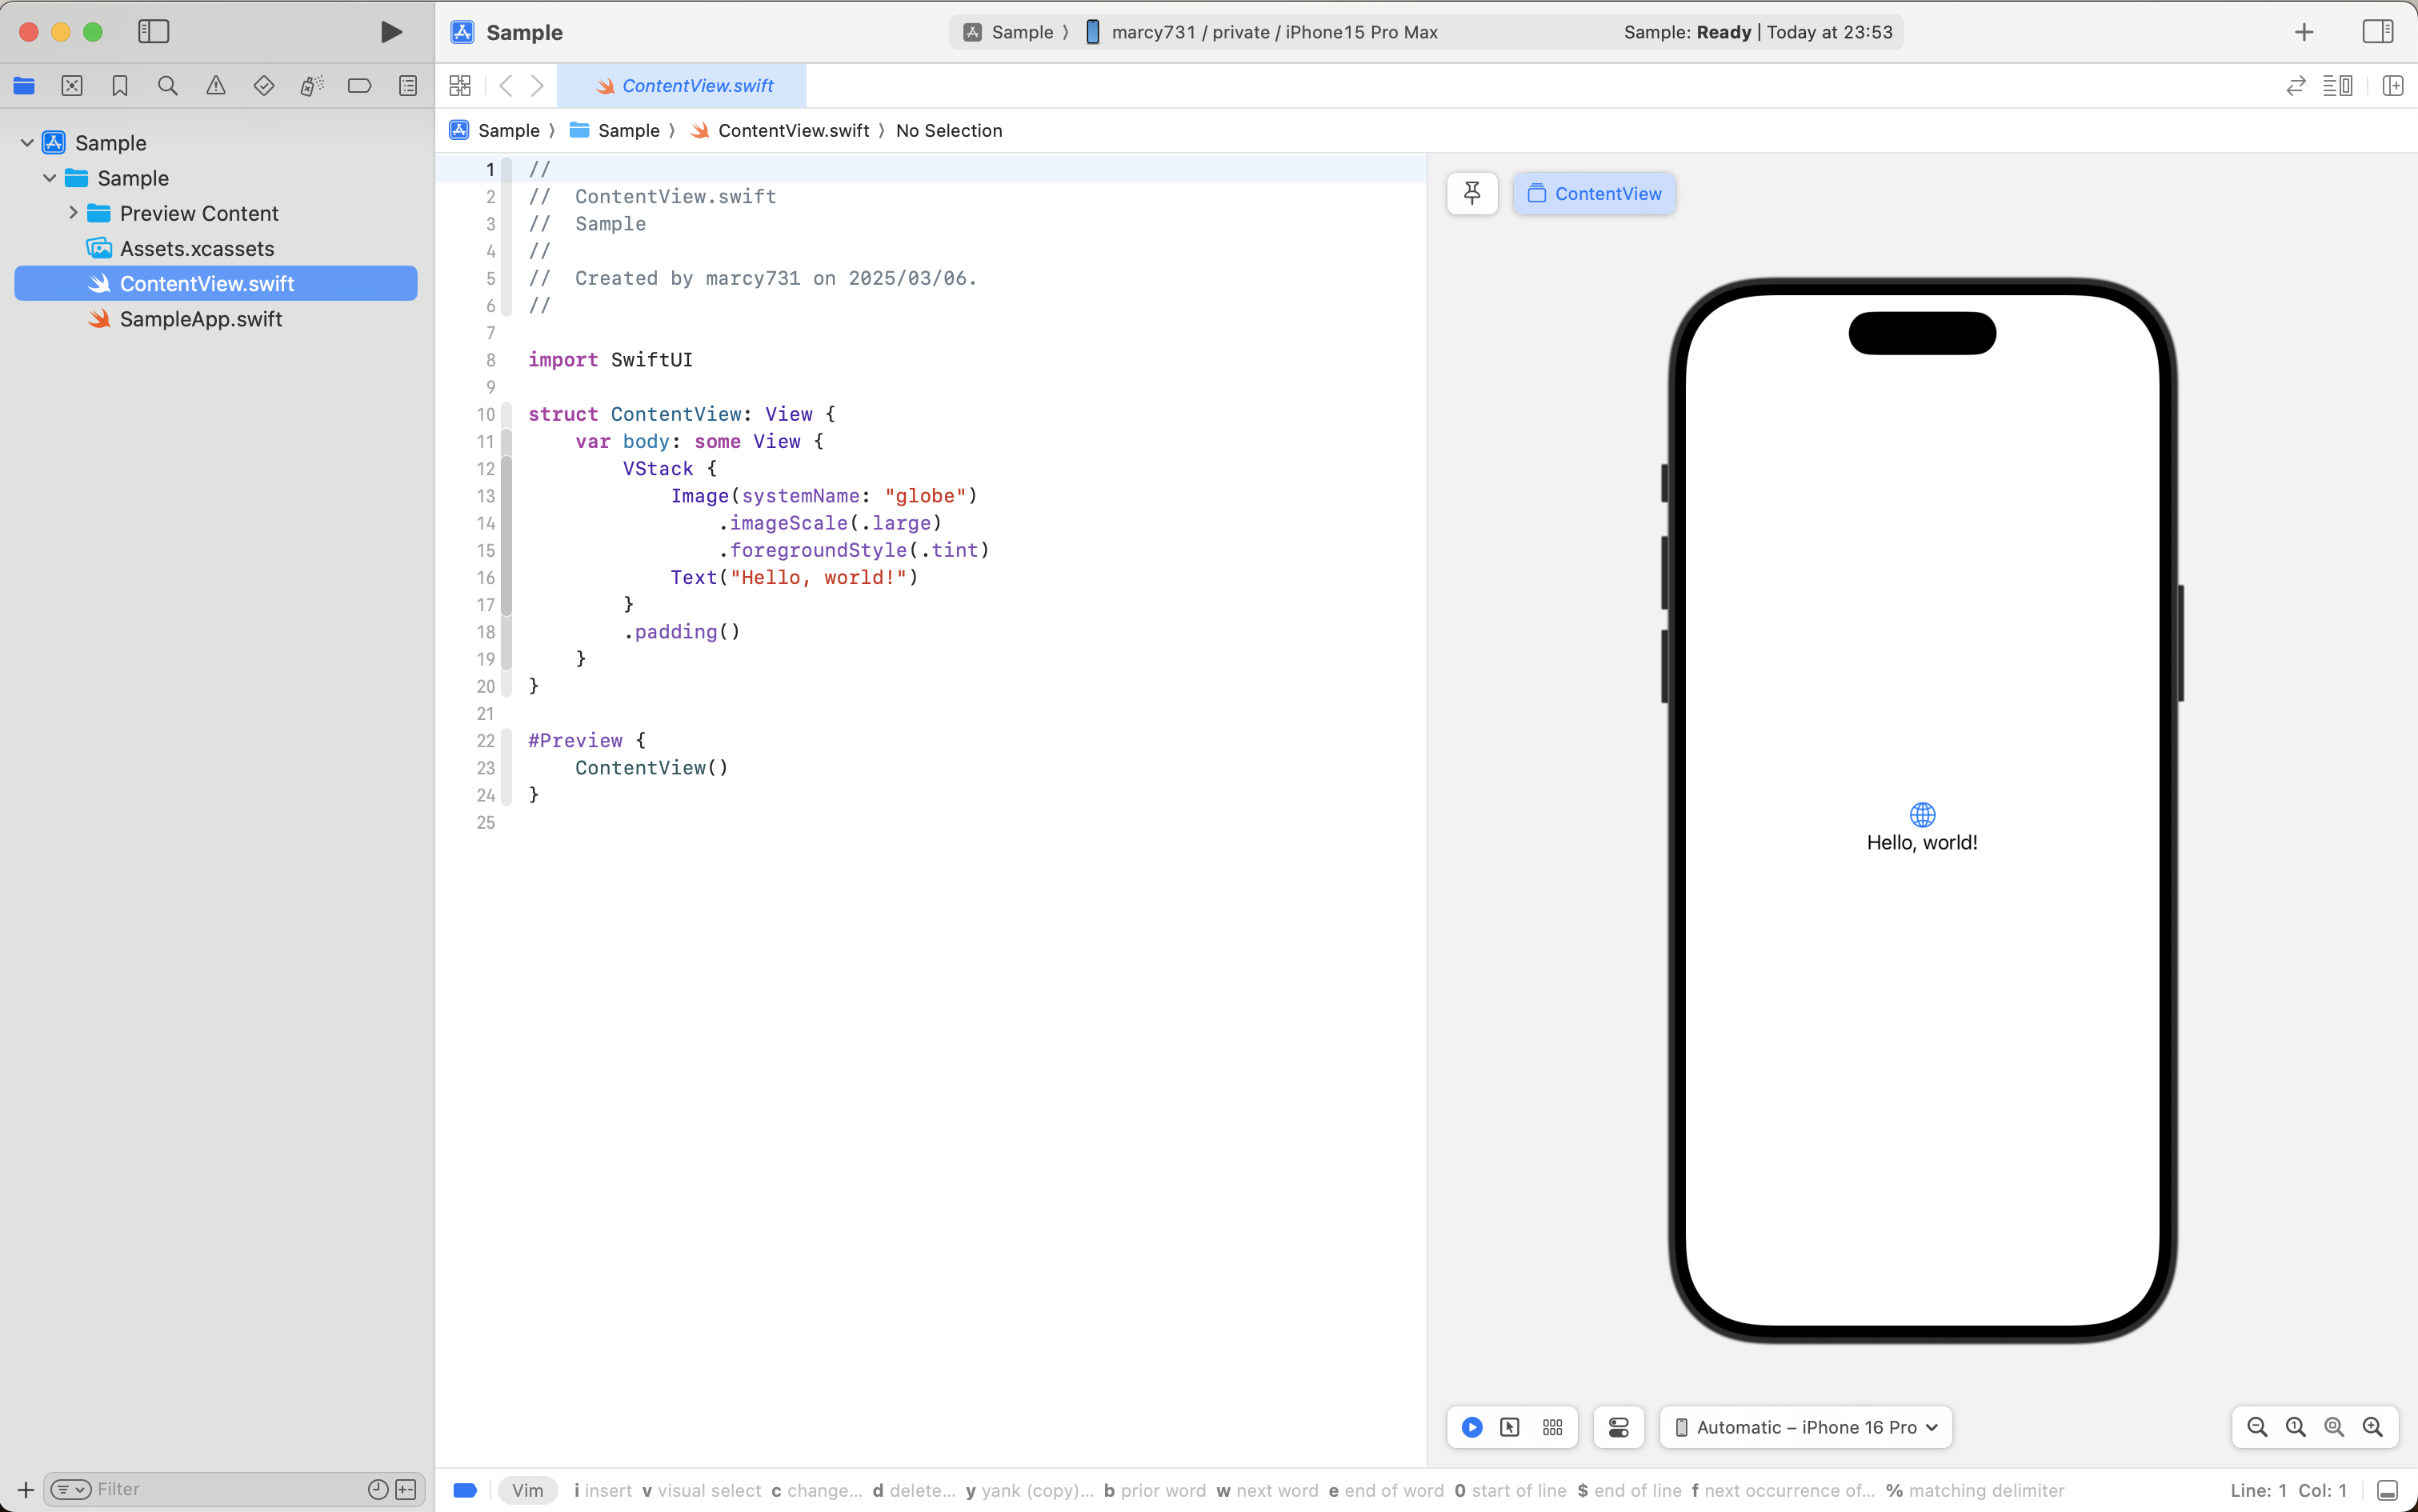 Sample
Sample 〉 marcy731 / private / iPhone15 Pro Max
Sample: Ready | Today at 23:53
ContentView.swift
Sample 〉 Sample 〉 ContentView.swift 〉 No Selection
Sample
Sample
Preview Content
Assets.xcassets
ContentView.swift
SampleApp.swift
Filter
1 //
2 //  ContentView.swift
3 //  Sample
4 //
5 //  Created by marcy731 on 2025/03/06.
6 //
7
8 import SwiftUI
9
10 struct ContentView: View {
11     var body: some View {
12         VStack {
13             Image(systemName: "globe")
14                 .imageScale(.large)
15                 .foregroundStyle(.tint)
16             Text("Hello, world!")
17         }
18         .padding()
19     }
20 }
21
22 #Preview {
23     ContentView()
24 }
25
ContentView
Hello, world!
Automatic – iPhone 16 Pro
Vim i insert v visual select c change... d delete... y yank (copy)... b prior word w next word e end of word 0 start of line $ end of line f next occurrence of... % matching delimiter
Line: 1 Col: 1